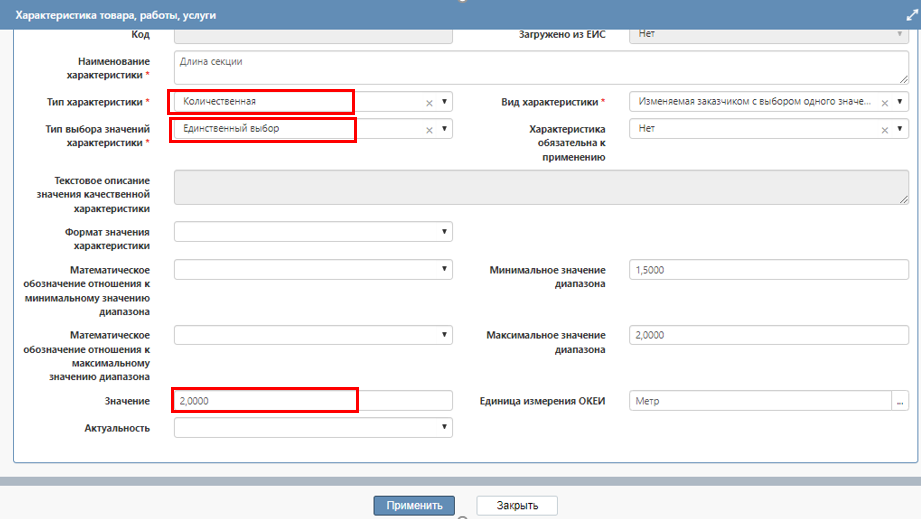 Характеристика товара, работы, услуги
Код
Загружено из ЕИС
Нет
Наименование
характеристики *
Длина секции
Тип характеристики *
Количественная
Вид характеристики *
Изменяемая заказчиком с выбором одного значе...
Тип выбора значений
характеристики *
Единственный выбор
Характеристика
обязательна к
применению
Нет
Текстовое описание
значения качественной
характеристики
Формат значения
характеристики
Математическое
обозначение отношения к
минимальному значению
диапазона
Минимальное значение
диапазона
1,5000
Математическое
обозначение отношения к
максимальному
значению диапазона
Максимальное значение
диапазона
2,0000
Значение
2,0000
Единица измерения ОКЕИ
Метр
...
Актуальность
Применить
Закрыть